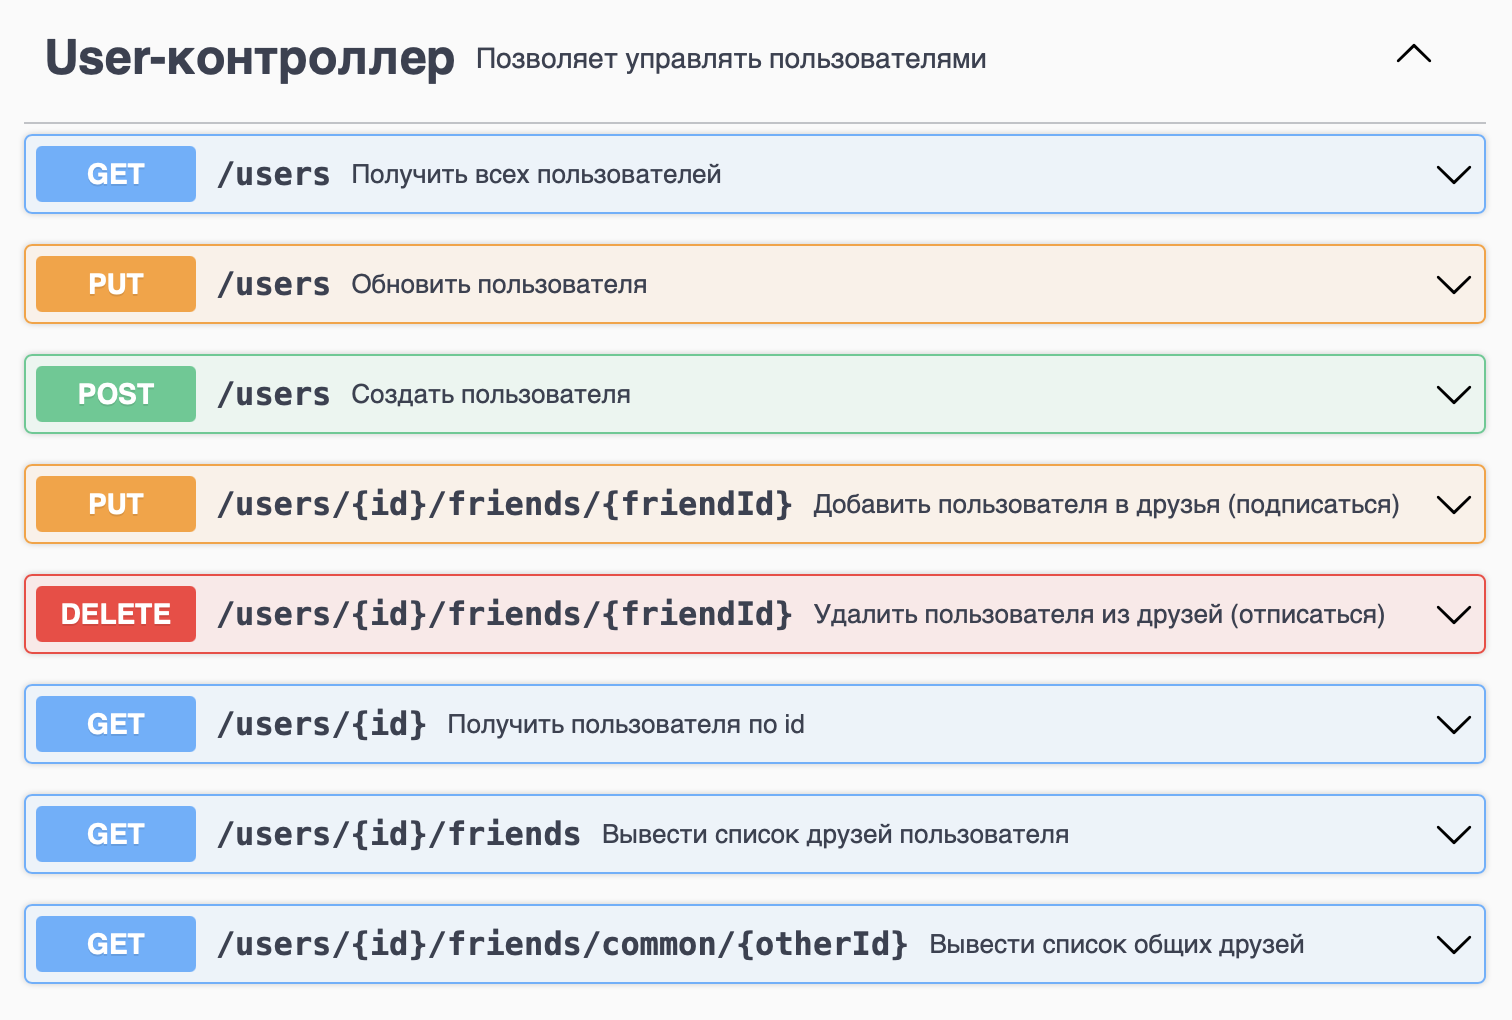 User-контроллер Позволяет управлять пользователями
GET /users Получить всех пользователей
PUT /users Обновить пользователя
POST /users Создать пользователя
PUT /users/{id}/friends/{friendId} Добавить пользователя в друзья (подписаться)
DELETE /users/{id}/friends/{friendId} Удалить пользователя из друзей (отписаться)
GET /users/{id} Получить пользователя по id
GET /users/{id}/friends Вывести список друзей пользователя
GET /users/{id}/friends/common/{otherId} Вывести список общих друзей